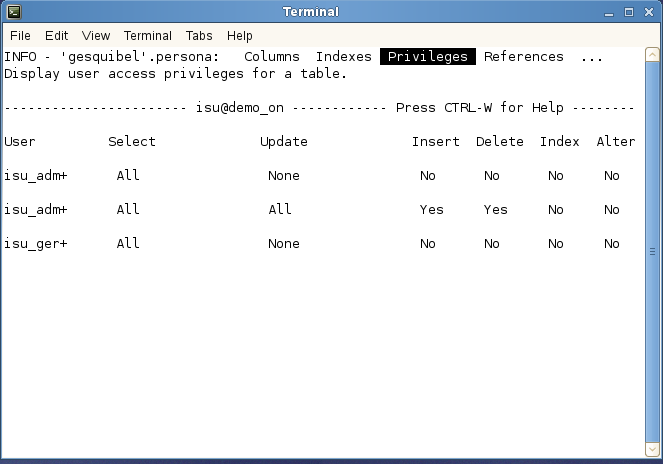 Terminal
File Edit View Terminal Tabs Help
INFO - 'gesquibel'.persona: Columns Indexes Privileges References ...
Display user access privileges for a table.
----------------------- isu@demo_on ------------ Press CTRL-W for Help --------
User Select Update Insert Delete Index Alter
isu_adm+ All None No No No No
isu_adm+ All All Yes Yes No No
isu_ger+ All None No No No No